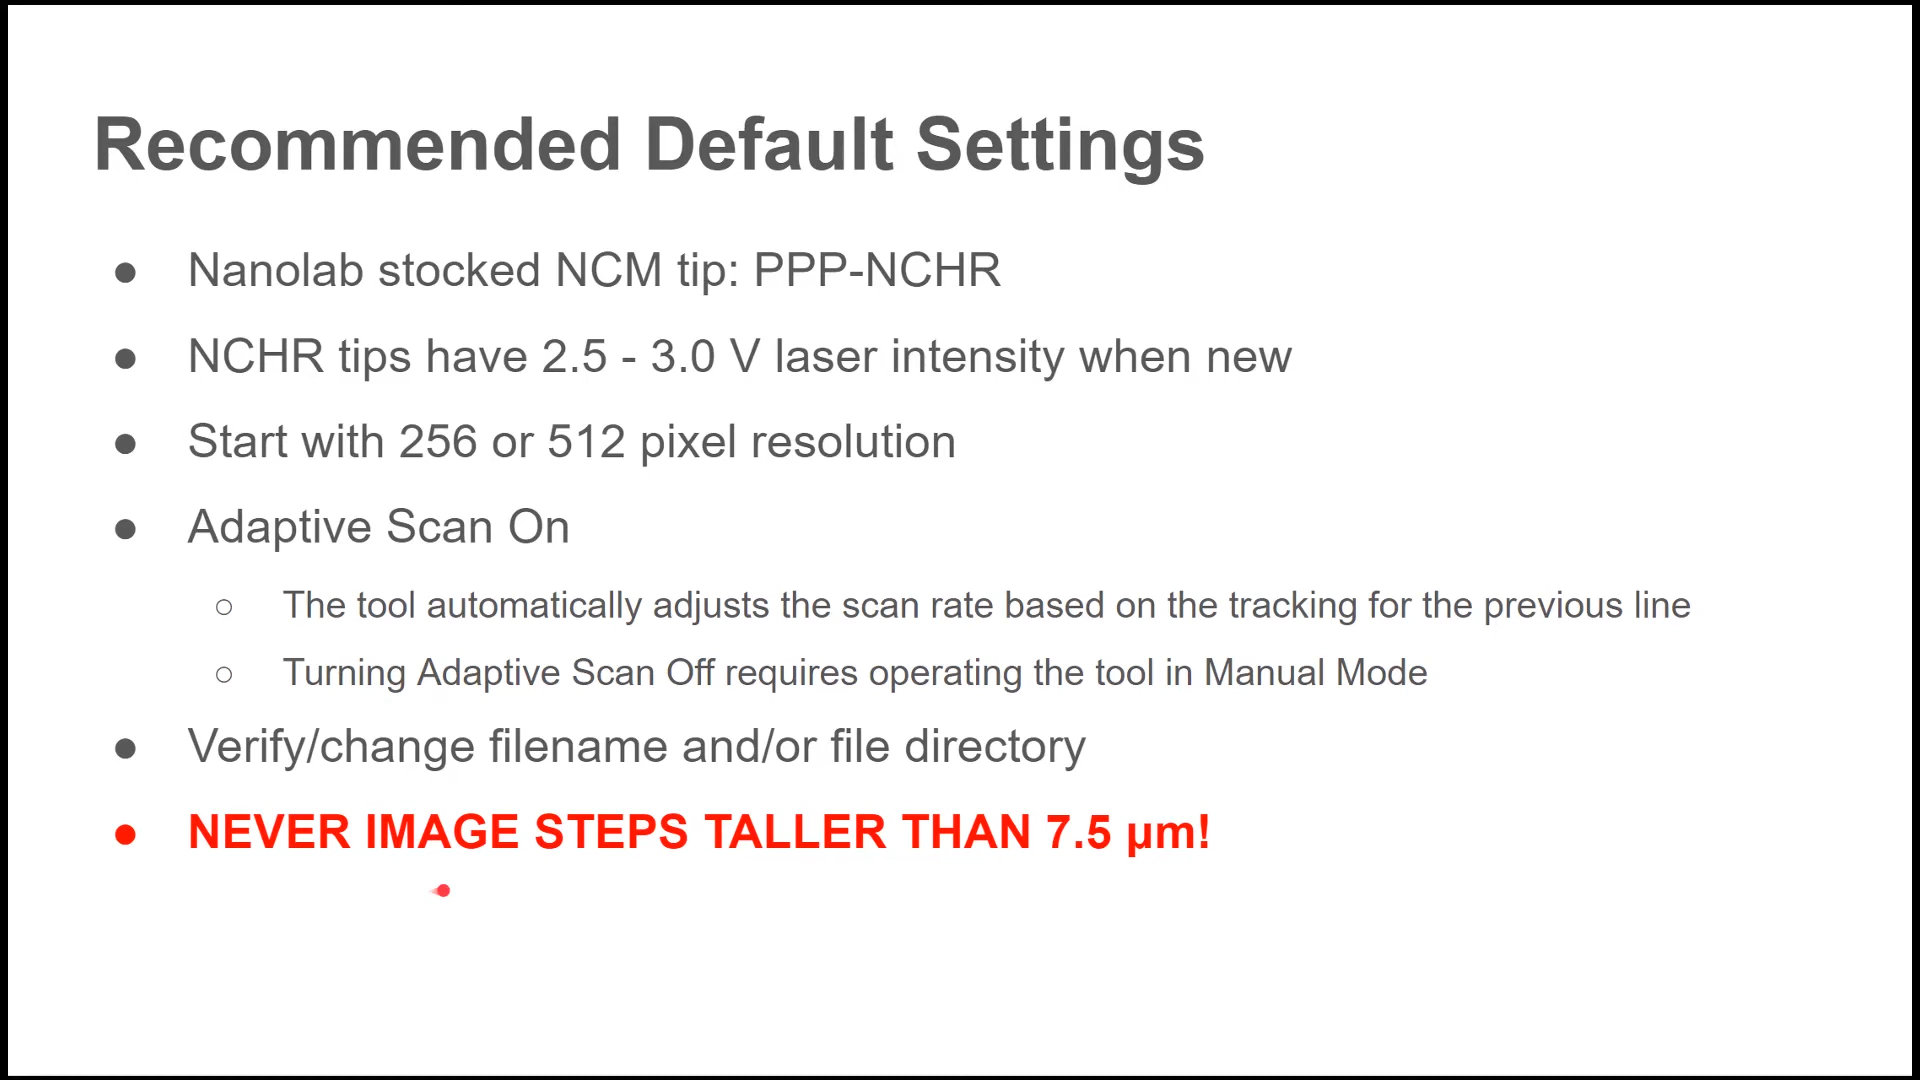 Recommended Default Settings
● Nanolab stocked NCM tip: PPP-NCHR
● NCHR tips have 2.5 - 3.0 V laser intensity when new
● Start with 256 or 512 pixel resolution
● Adaptive Scan On
○ The tool automatically adjusts the scan rate based on the tracking for the previous line
○ Turning Adaptive Scan Off requires operating the tool in Manual Mode
● Verify/change filename and/or file directory
● NEVER IMAGE STEPS TALLER THAN 7.5 μm!